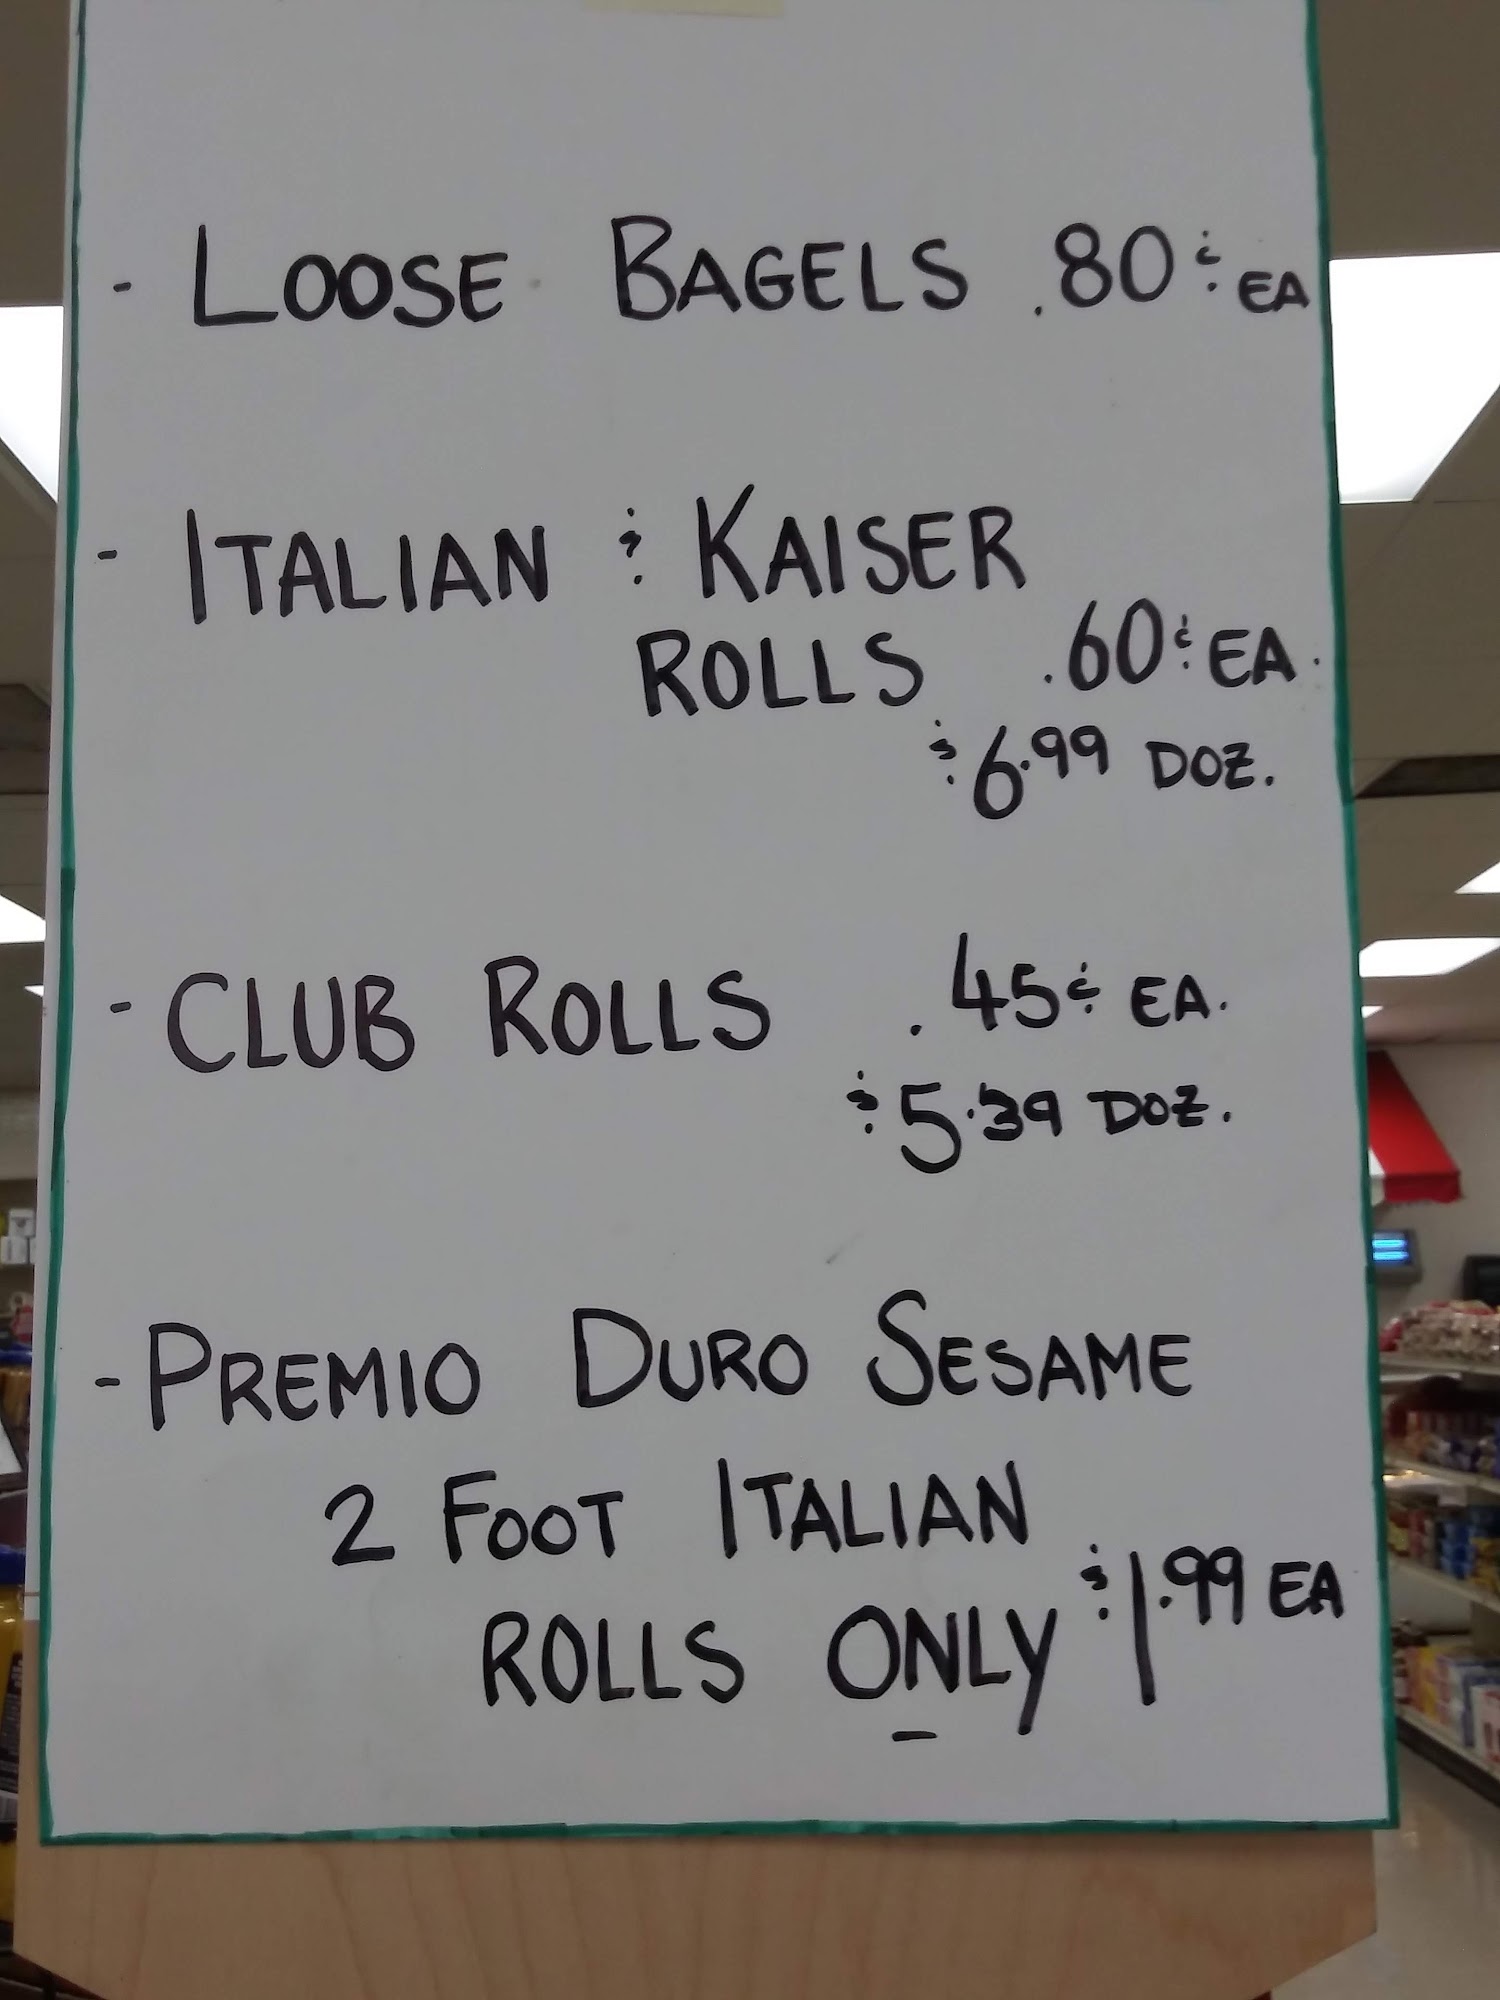 - LOOSE BAGELS .80¢ EA
- ITALIAN & KAISER
ROLLS .60¢ EA.
$6.99 DOZ.
- CLUB ROLLS .45¢ EA.
$5.39 DOZ.
- PREMIO DURO SESAME
2 FOOT ITALIAN
ROLLS ONLY $1.99 EA